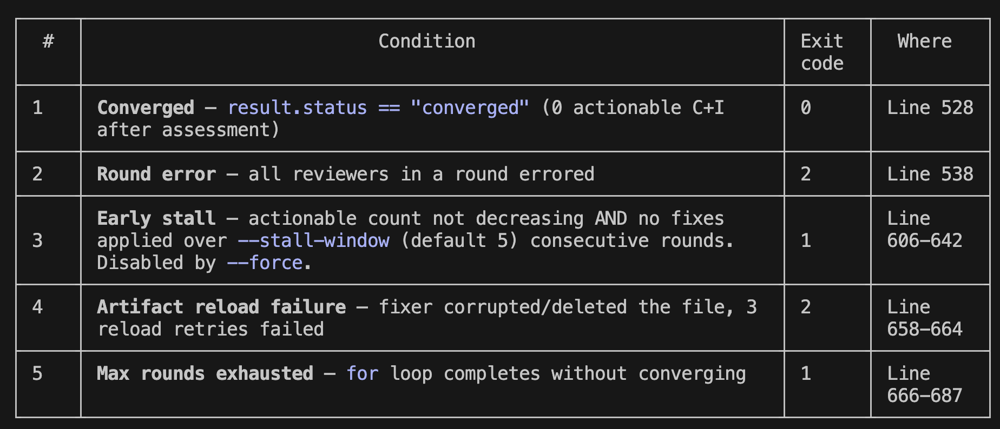 # Condition Exit code Where
1 Converged — result.status == "converged" (0 actionable C+I after assessment) 0 Line 528
2 Round error — all reviewers in a round errored 2 Line 538
3 Early stall — actionable count not decreasing AND no fixes applied over --stall-window (default 5) consecutive rounds. Disabled by --force. 1 Line 606–642
4 Artifact reload failure — fixer corrupted/deleted the file, 3 reload retries failed 2 Line 658–664
5 Max rounds exhausted — for loop completes without converging 1 Line 666–687